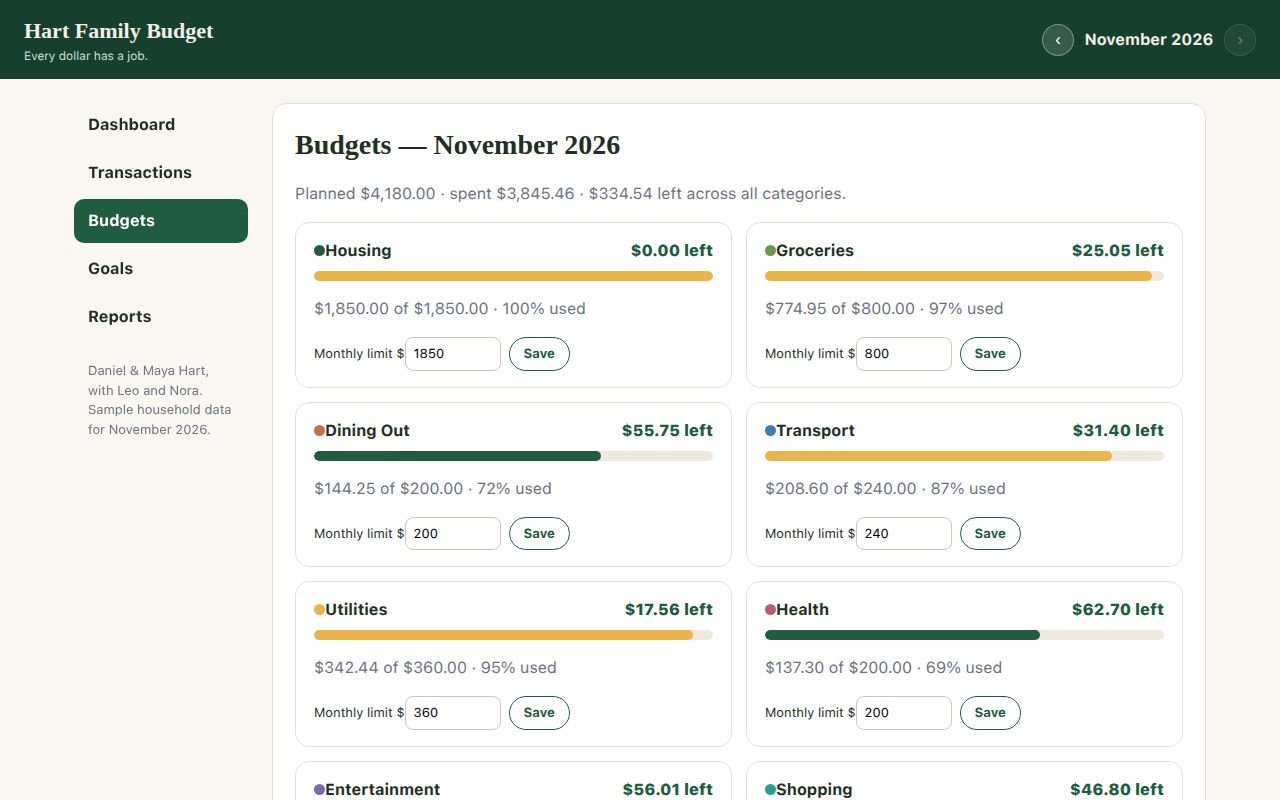 Hart Family Budget
Every dollar has a job.
‹ November 2026 ›
Dashboard
Transactions
Budgets
Goals
Reports
Daniel & Maya Hart,
with Leo and Nora.
Sample household data
for November 2026.
Budgets — November 2026
Planned $4,180.00 · spent $3,845.46 · $334.54 left across all categories.
Housing $0.00 left
$1,850.00 of $1,850.00 · 100% used
Monthly limit $ 1850 Save
Groceries $25.05 left
$774.95 of $800.00 · 97% used
Monthly limit $ 800 Save
Dining Out $55.75 left
$144.25 of $200.00 · 72% used
Monthly limit $ 200 Save
Transport $31.40 left
$208.60 of $240.00 · 87% used
Monthly limit $ 240 Save
Utilities $17.56 left
$342.44 of $360.00 · 95% used
Monthly limit $ 360 Save
Health $62.70 left
$137.30 of $200.00 · 69% used
Monthly limit $ 200 Save
Entertainment $56.01 left
Shopping $46.80 left